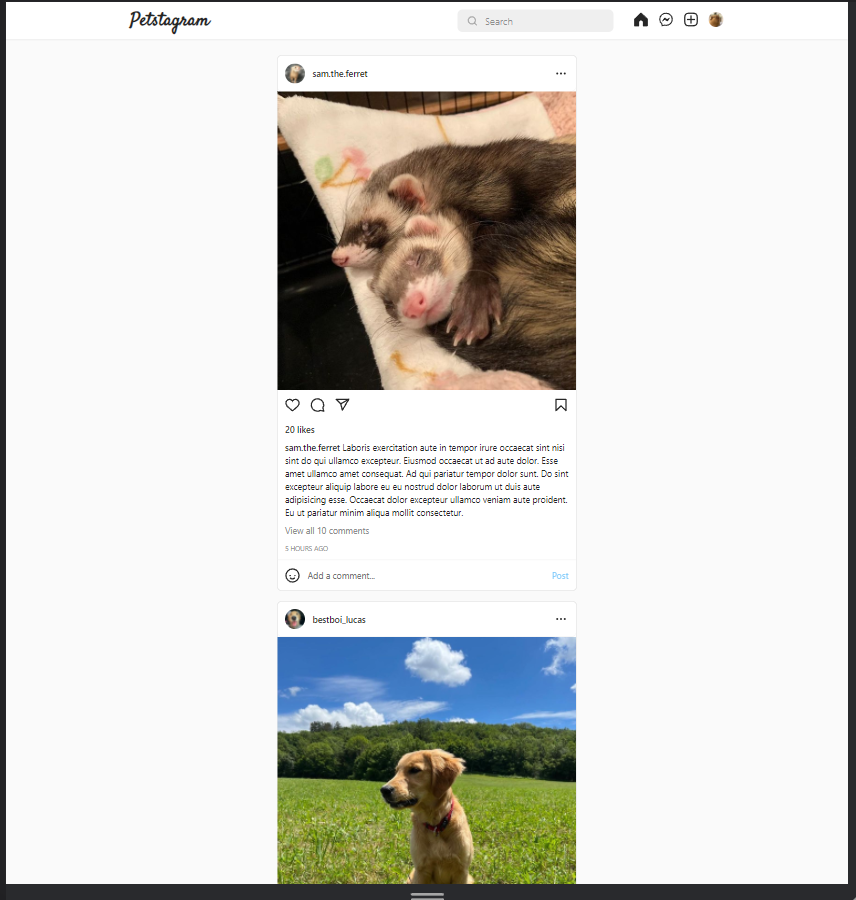 Petstagram
Search
sam.the.ferret
20 likes
sam.the.ferret Laboris exercitation aute in tempor irure occaecat sint nisi
sint do qui ullamco excepteur. Eiusmod occaecat ut ad aute dolor. Esse
amet ullamco amet consequat. Ad qui pariatur tempor dolor sunt. Do sint
excepteur aliquip labore eu eu nostrud dolor laborum ut duis aute
adipisicing esse. Occaecat dolor excepteur ullamco veniam aute proident.
Eu ut pariatur minim aliqua mollit consectetur.
View all 10 comments
5 HOURS AGO
Add a comment...
Post
bestboi_lucas